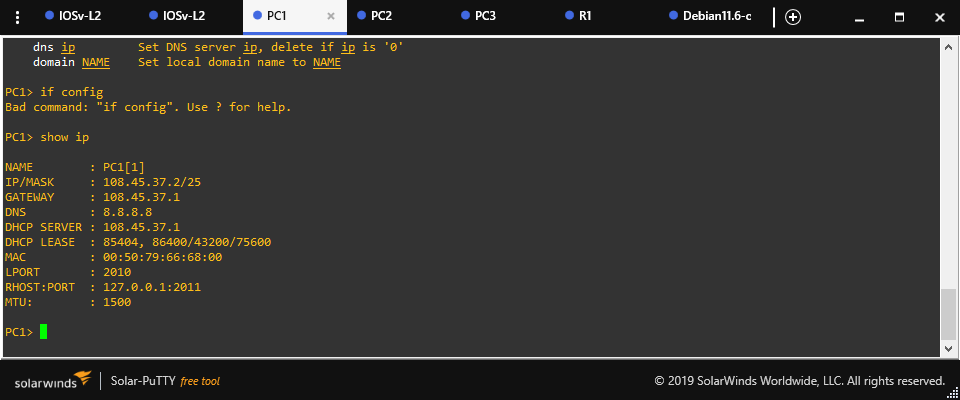 IOSv-L2 IOSv-L2 PC1 PC2 PC3 R1 Debian11.6-c
dns ip Set DNS server ip, delete if ip is '0'
domain NAME Set local domain name to NAME
PC1> if config
Bad command: "if config". Use ? for help.
PC1> show ip
NAME : PC1[1]
IP/MASK : 108.45.37.2/25
GATEWAY : 108.45.37.1
DNS : 8.8.8.8
DHCP SERVER : 108.45.37.1
DHCP LEASE : 85404, 86400/43200/75600
MAC : 00:50:79:66:68:00
LPORT : 2010
RHOST:PORT : 127.0.0.1:2011
MTU: : 1500
PC1>
solarwinds Solar-PuTTY free tool © 2019 SolarWinds Worldwide, LLC. All rights reserved.